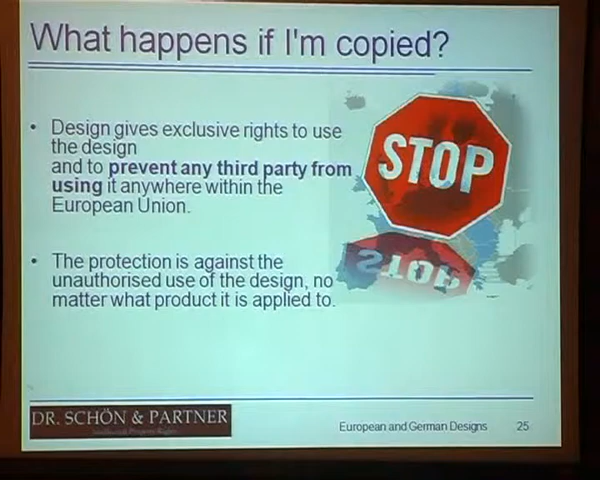 What happens if I'm copied?
• Design gives exclusive rights to use
the design
and to prevent any third party from
using it anywhere within the
European Union.
• The protection is against the
unauthorised use of the design, no
matter what product it is applied to.
STOP
STOP
DR. SCHÖN & PARTNER
European and German Designs 25